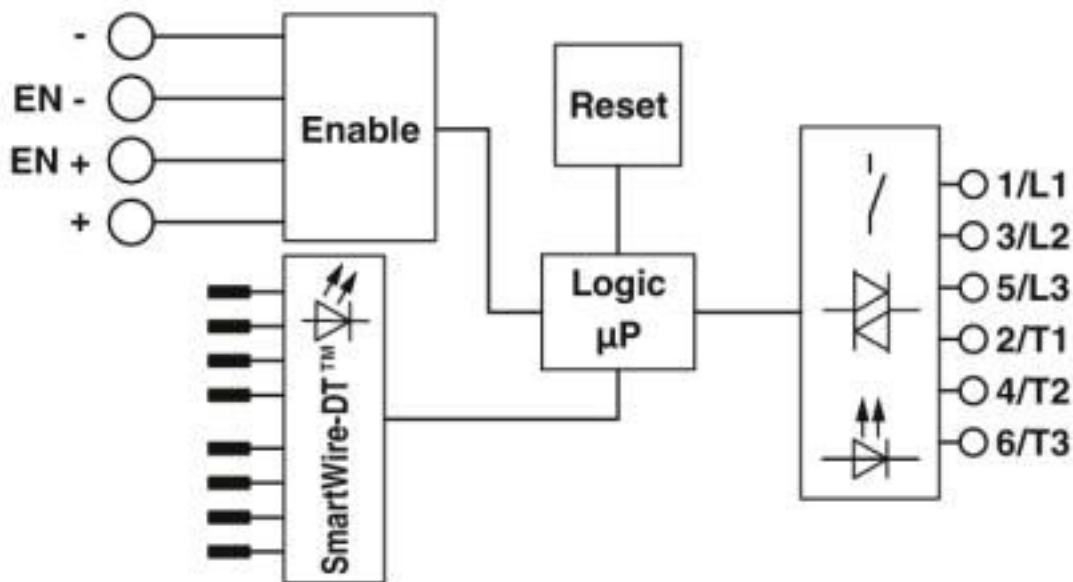 -
EN -
EN +
+
Enable
Reset
Logic
µP
SmartWire-DT™
1/L1
3/L2
5/L3
2/T1
4/T2
6/T3